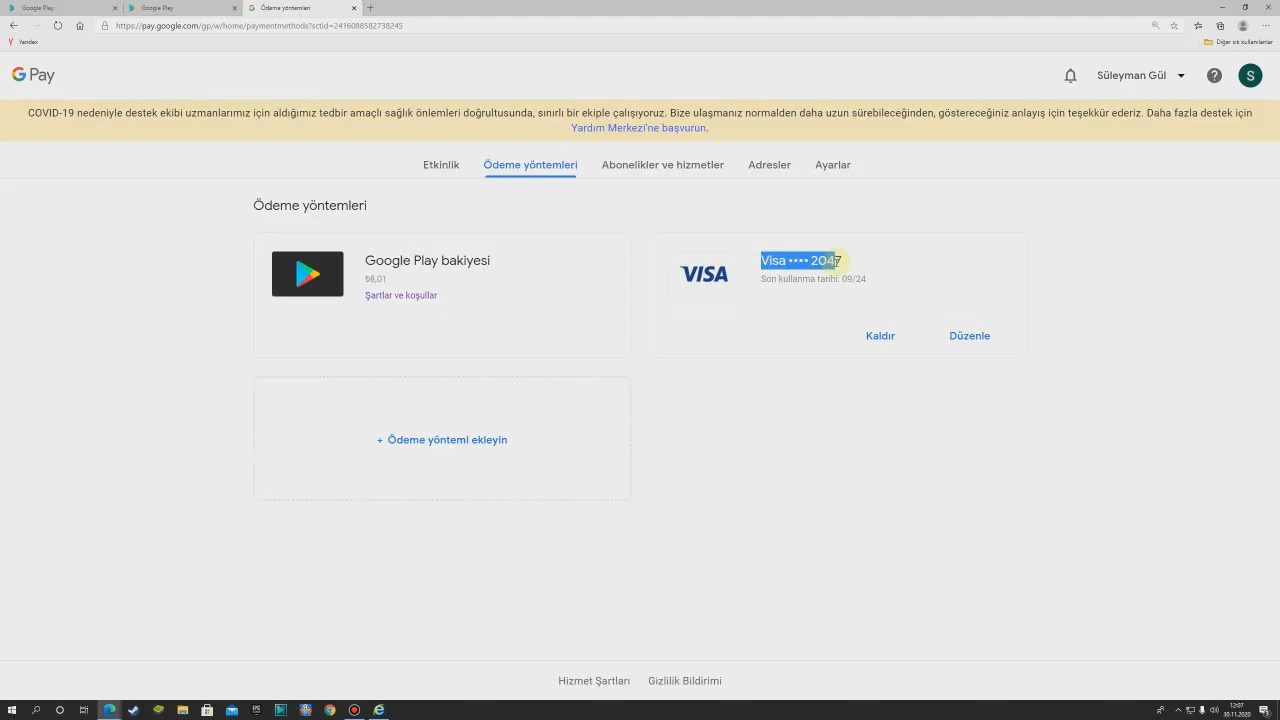 Google Pay
Google Pay
Ödeme yöntemleri
https://pay.google.com/gp/w/home/paymentmethods?sctid=2416088582738245
Yandex
Diğer sık kullanılanlar
G Pay
Süleyman Gül
S
COVID-19 nedeniyle destek ekibi uzmanlarımız için aldığımız tedbir amaçlı sağlık önlemleri doğrultusunda, sınırlı bir ekiple çalışıyoruz. Bize ulaşmanız normalden daha uzun sürebileceğinden, göstereceğiniz anlayış için teşekkür ederiz. Daha fazla destek için
Yardım Merkezi'ne başvurun.
Etkinlik Ödeme yöntemleri Abonelikler ve hizmetler Adresler Ayarlar
Ödeme yöntemleri
Google Play bakiyesi
₺8,01
Şartlar ve koşullar
VISA
Visa •••• 2047
Son kullanma tarihi: 09/24
Kaldır Düzenle
+ Ödeme yöntemi ekleyin
Hizmet Şartları Gizlilik Bildirimi
12:07
30.11.2020